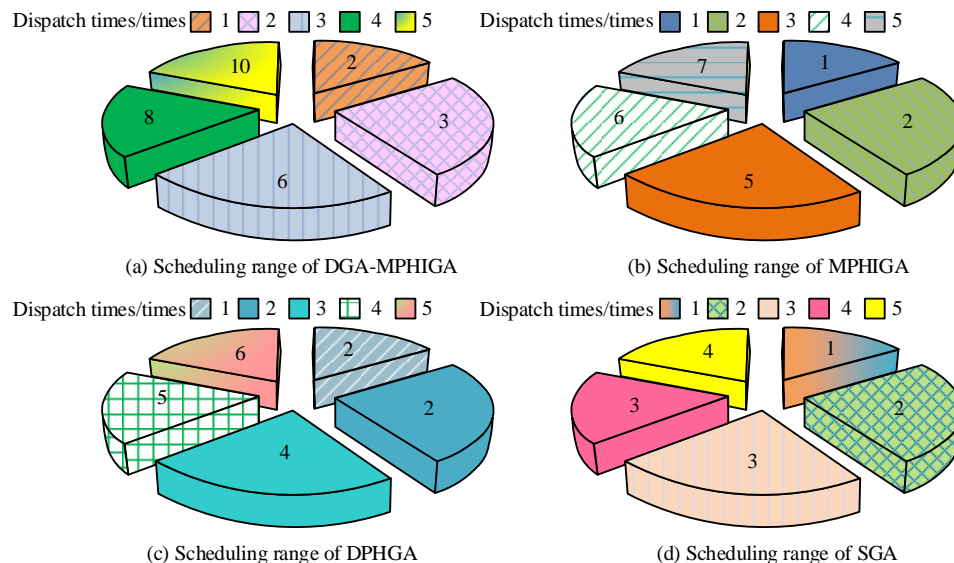 Dispatch times/times 1 2 3 4 5
Dispatch times/times 1 2 3 4 5
10 2
8 3
6
7 1
6 2
5
(a) Scheduling range of DGA-MPHIGA
(b) Scheduling range of MPHIGA
Dispatch times/times 1 2 3 4 5
Dispatch times/times 1 2 3 4 5
6 2
5 2
4
4 1
3 2
3
(c) Scheduling range of DPHGA
(d) Scheduling range of SGA